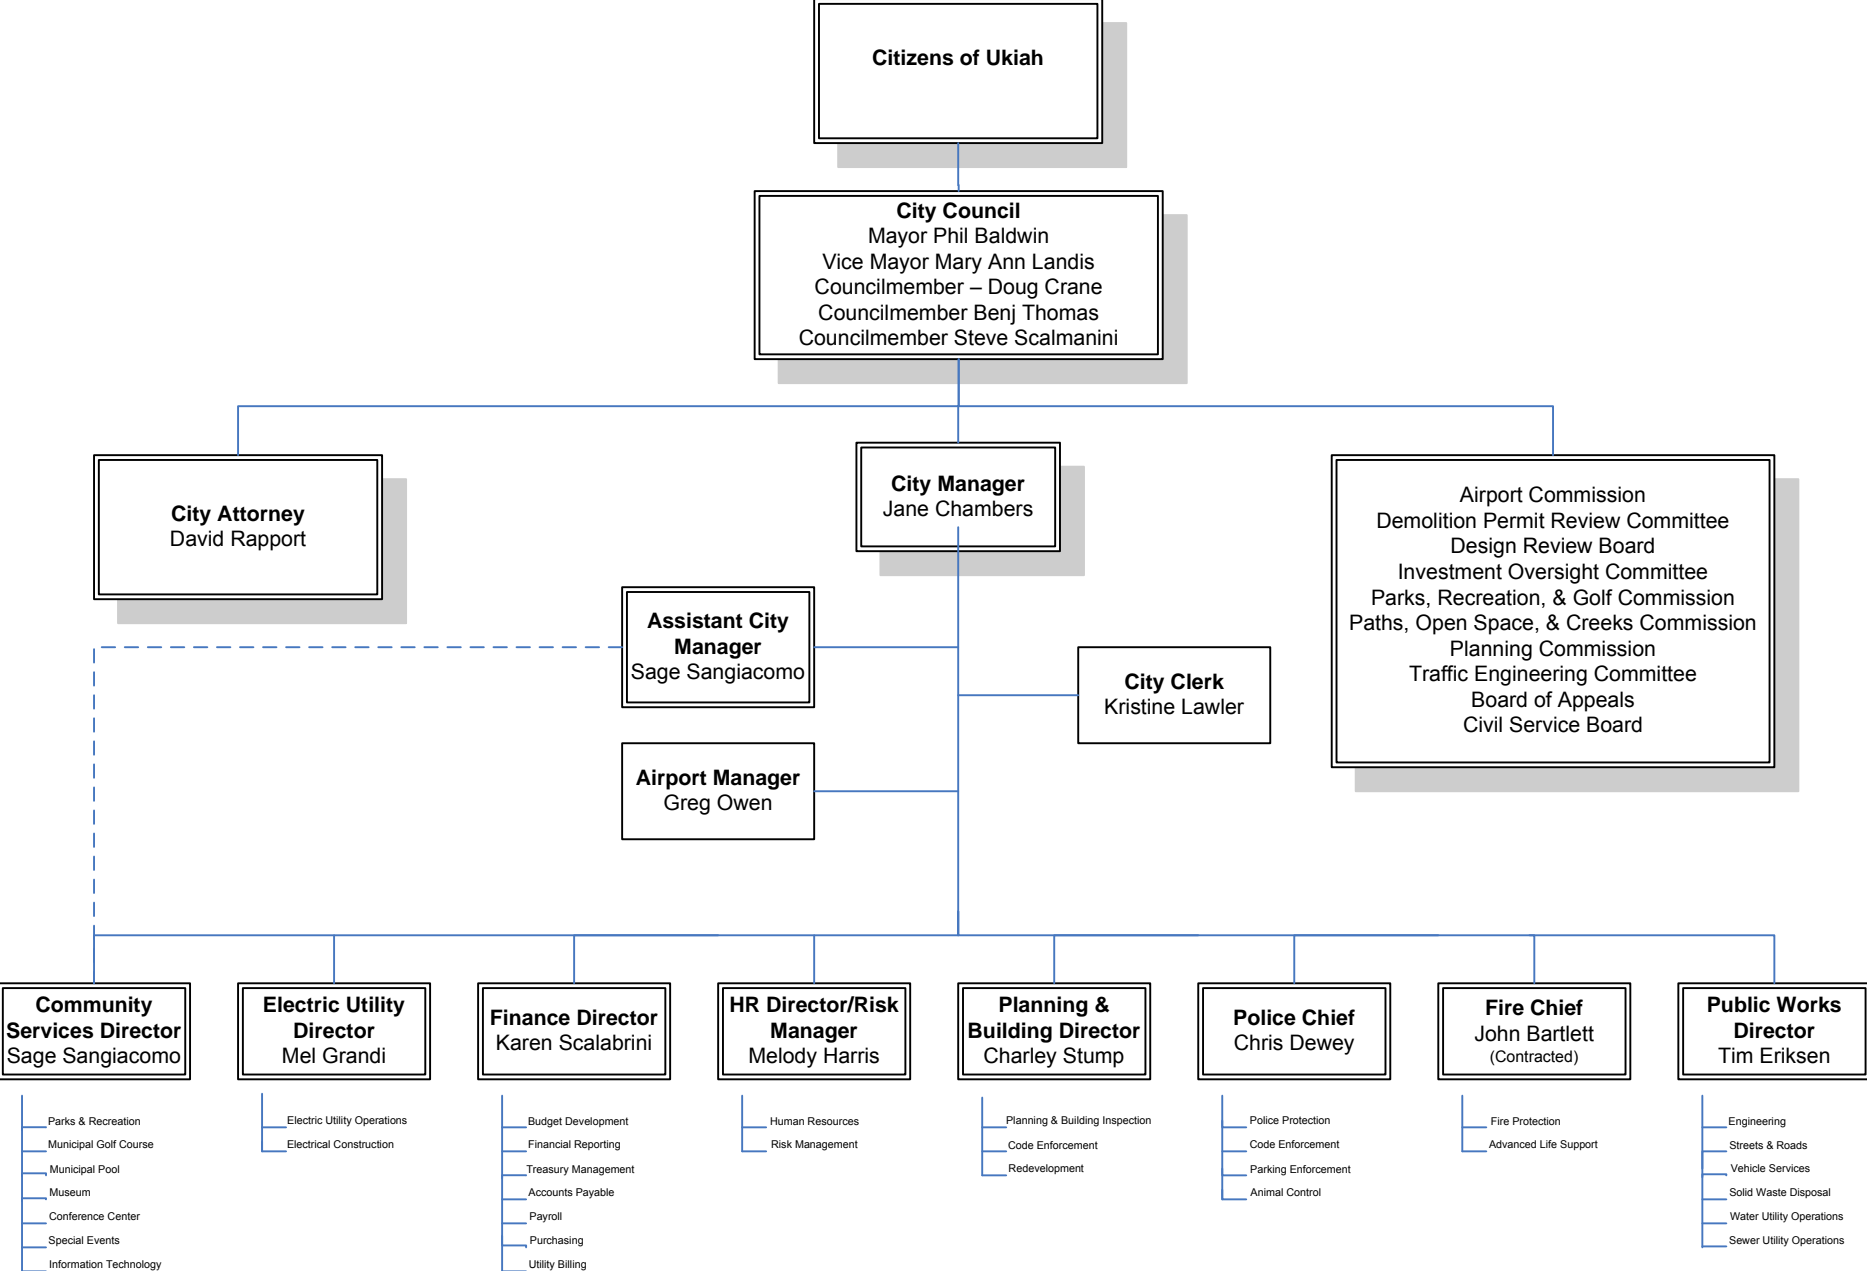 Citizens of Ukiah
City Council
Mayor Phil Baldwin
Vice Mayor Mary Ann Landis
Councilmember – Doug Crane
Councilmember Benj Thomas
Councilmember Steve Scalmanini
City Attorney
David Rapport
City Manager
Jane Chambers
Airport Commission
Demolition Permit Review Committee
Design Review Board
Investment Oversight Committee
Parks, Recreation, & Golf Commission
Paths, Open Space, & Creeks Commission
Planning Commission
Traffic Engineering Committee
Board of Appeals
Civil Service Board
Assistant City
Manager
Sage Sangiacomo
City Clerk
Kristine Lawler
Airport Manager
Greg Owen
Community
Services Director
Sage Sangiacomo
Parks & Recreation
Municipal Golf Course
Municipal Pool
Museum
Conference Center
Special Events
Information Technology
Electric Utility
Director
Mel Grandi
Electric Utility Operations
Electrical Construction
Finance Director
Karen Scalabrini
Budget Development
Financial Reporting
Treasury Management
Accounts Payable
Payroll
Purchasing
Utility Billing
HR Director/Risk
Manager
Melody Harris
Human Resources
Risk Management
Planning &
Building Director
Charley Stump
Planning & Building Inspection
Code Enforcement
Redevelopment
Police Chief
Chris Dewey
Police Protection
Code Enforcement
Parking Enforcement
Animal Control
Fire Chief
John Bartlett
(Contracted)
Fire Protection
Advanced Life Support
Public Works
Director
Tim Eriksen
Engineering
Streets & Roads
Vehicle Services
Solid Waste Disposal
Water Utility Operations
Sewer Utility Operations